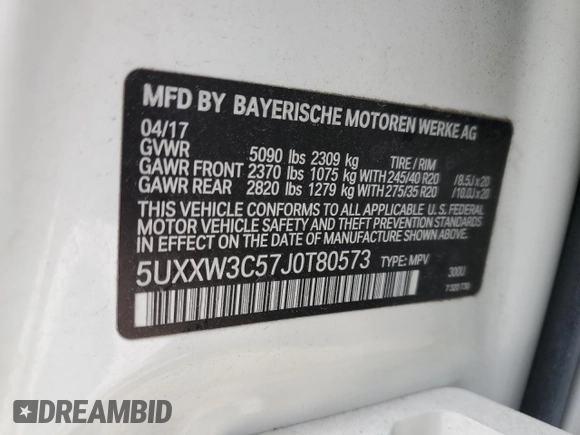 MFD BY BAYERISCHE MOTOREN WERKE AG
04/17
GVWR 5090 lbs 2309 kg TIRE / RIM
GAWR FRONT 2370 lbs 1075 kg WITH 245/40 R20 /8.5J x 20
GAWR REAR 2820 lbs 1279 kg WITH 275/35 R20 /10.0J x 20
THIS VEHICLE CONFORMS TO ALL APPLICABLE U. S. FEDERAL
MOTOR VEHICLE SAFETY, BUMPER, AND THEFT PREVENTION
STANDARDS IN EFFECT ON THE DATE OF MANUFACTURE SHOWN ABOVE.
5UXXW3C57J0T80573 TYPE: MPV 300U
7320730
DREAMBID